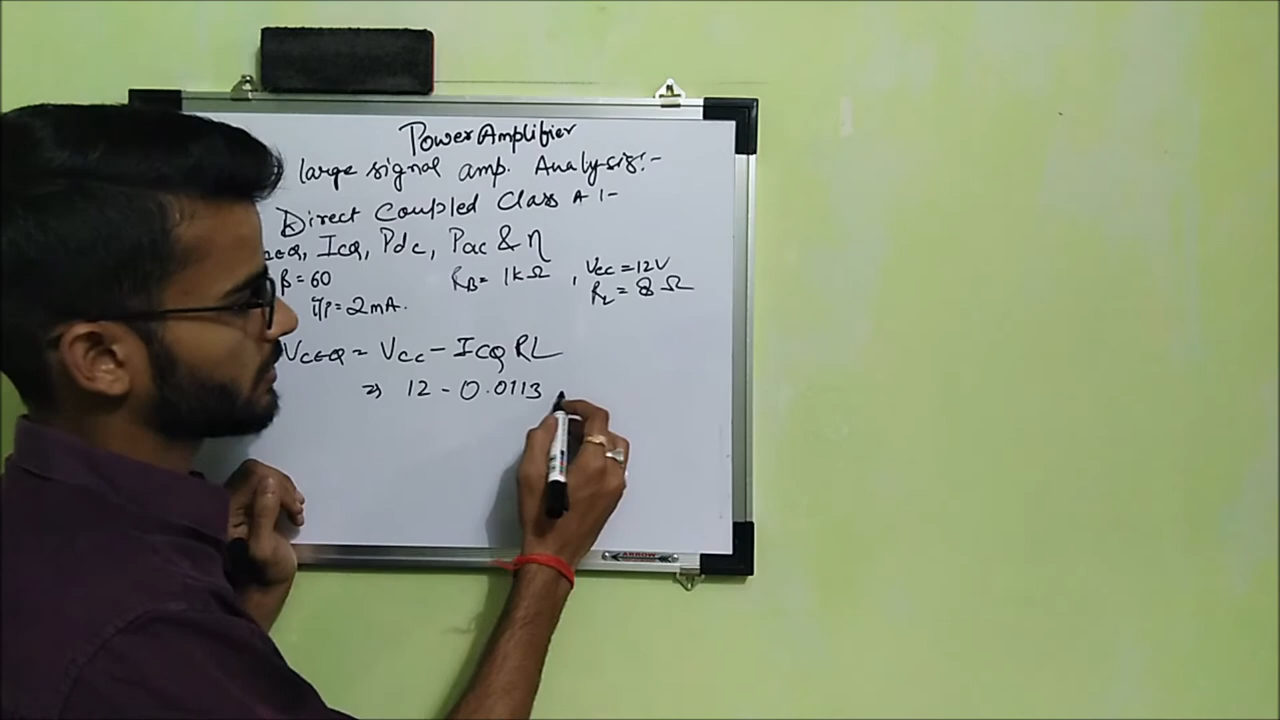 Power Amplifier
large signal amp. Analysis:-
Direct Coupled Class A :-
ICQ, Pdc, Pac & η
β = 60 RB = 1kΩ , Vcc = 12V
i/p = 2mA. RL = 8 Ω
VCEQ = Vcc - ICQ RL
⇒ 12 - 0.0113
ARROW